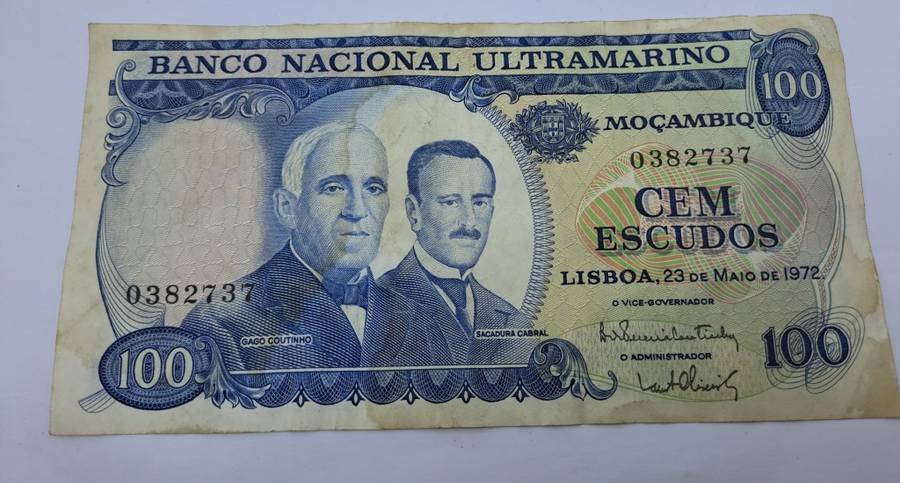 BANCO NACIONAL ULTRAMARINO
100
MOÇAMBIQUE
0382737
CEM
ESCUDOS
LISBOA, 23 DE MAIO DE 1972.
O VICE-GOVERNADOR
0382737
GAGO COUTINHO
SACADURA CABRAL
O ADMINISTRADOR
100
100